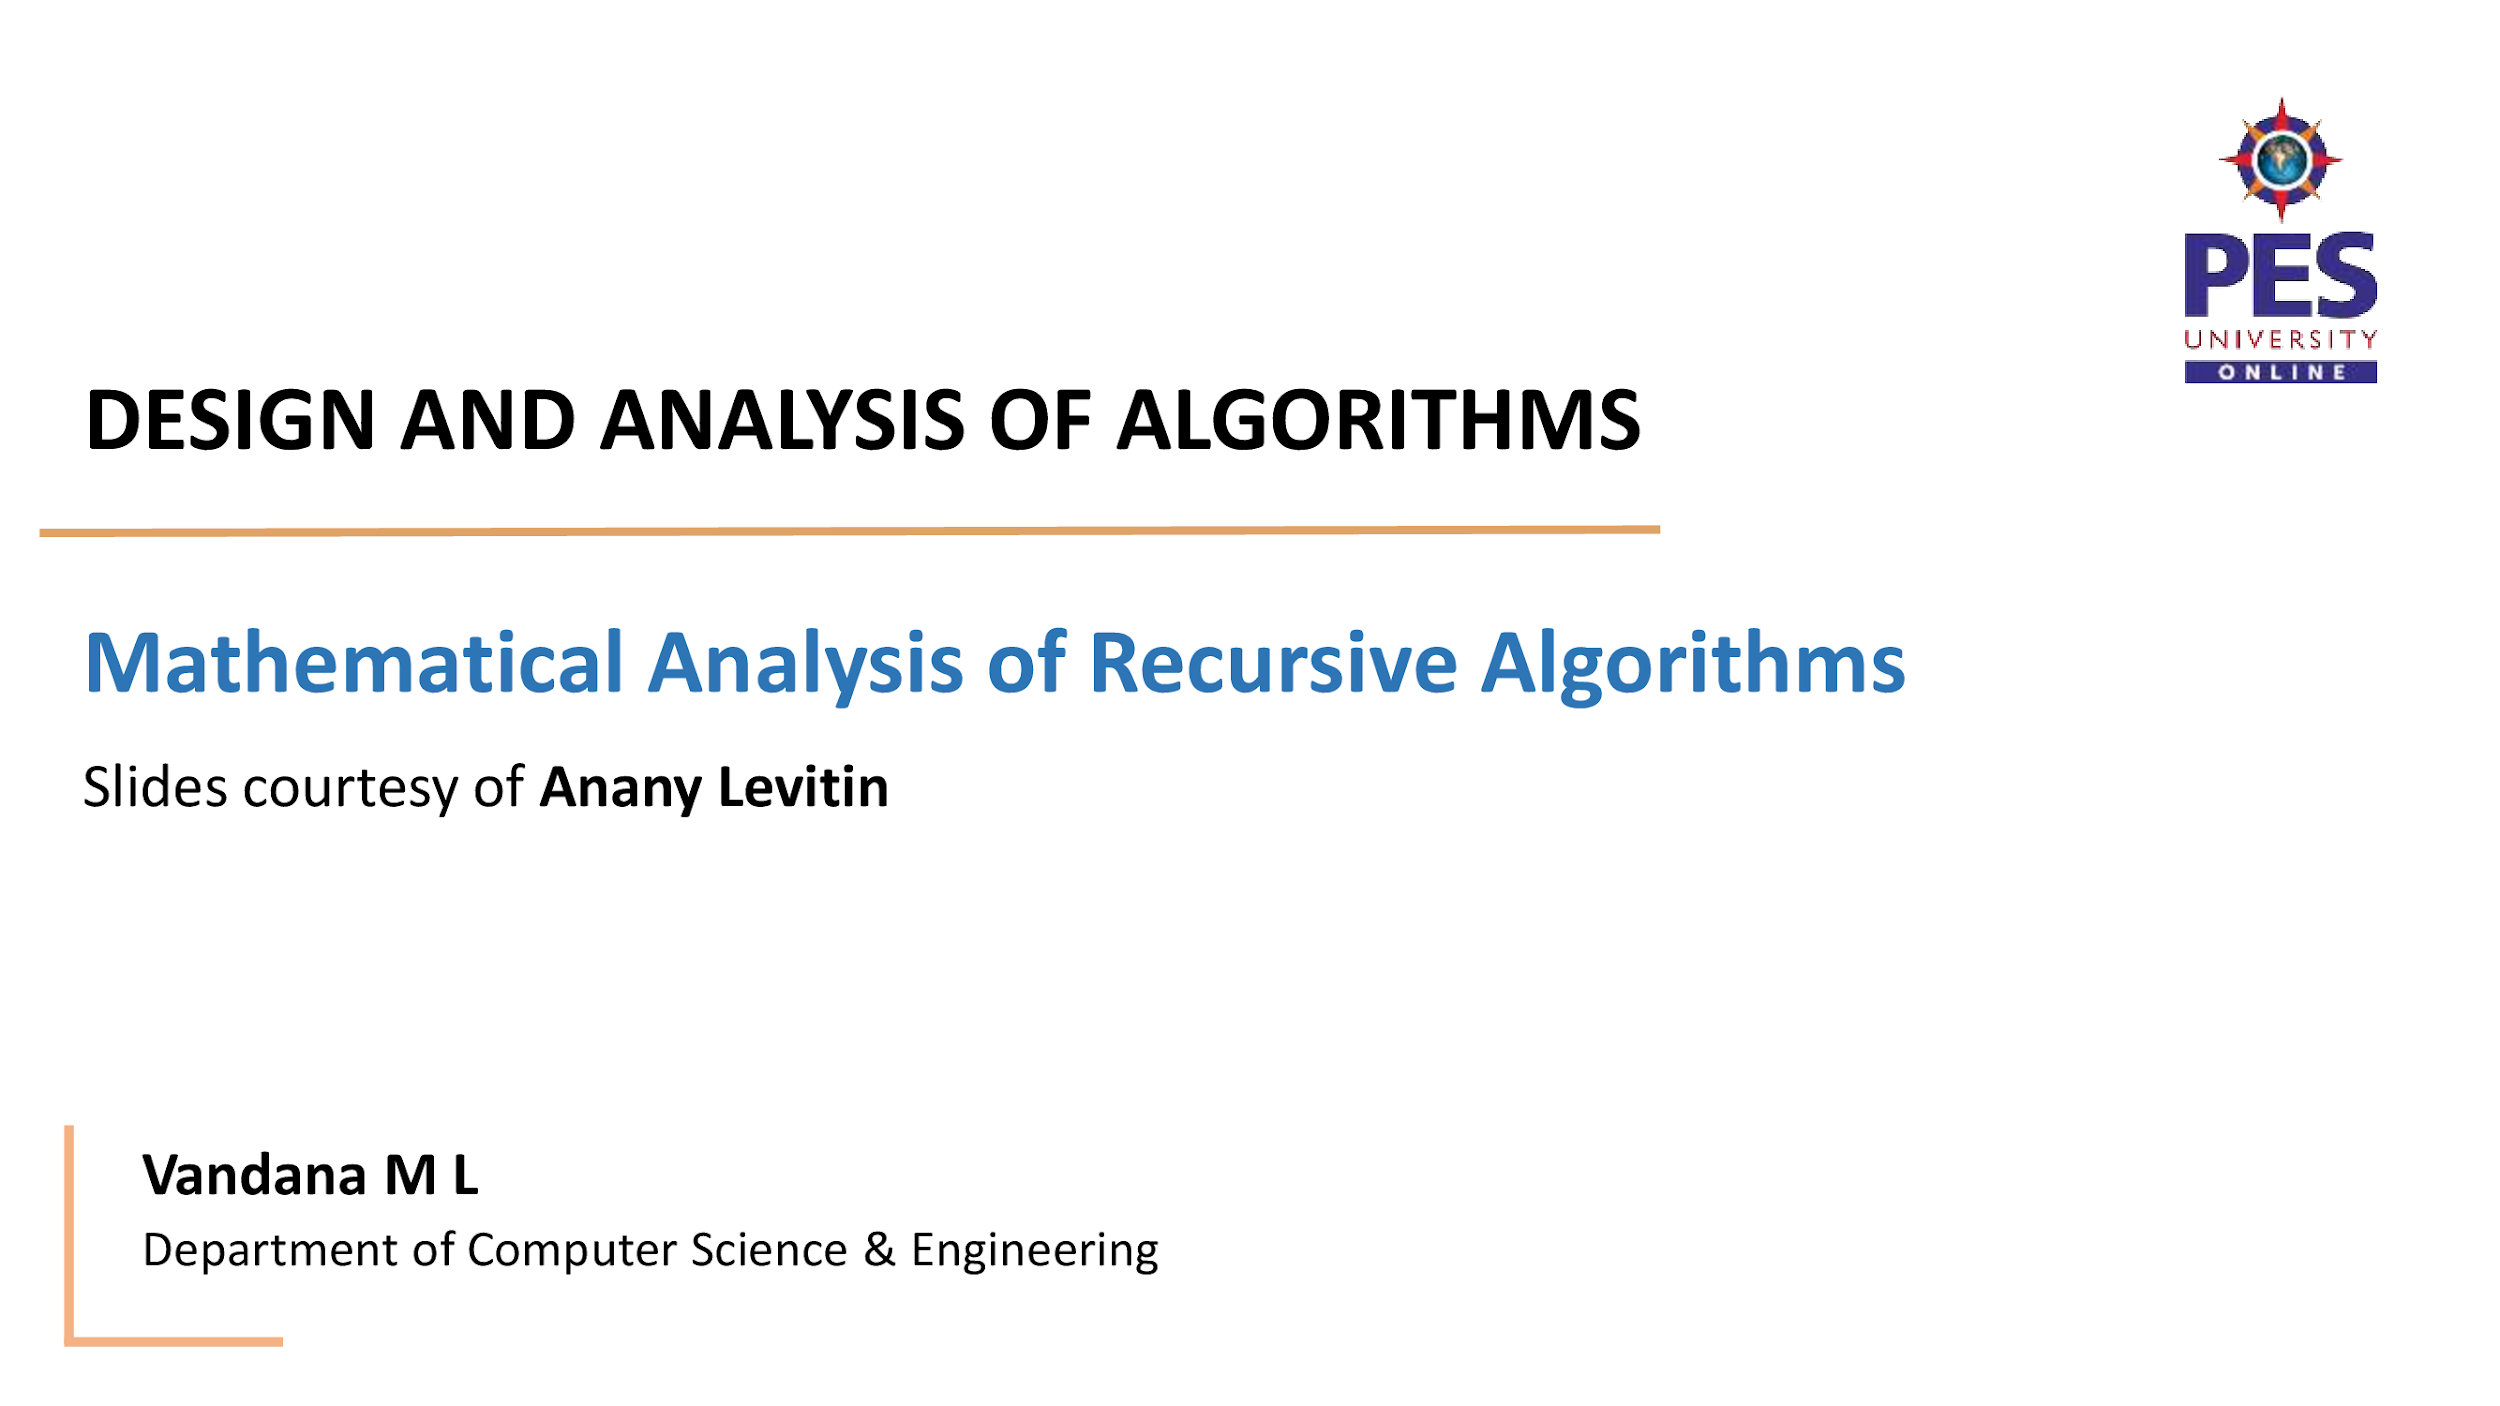 PES
UNIVERSITY
ONLINE
DESIGN AND ANALYSIS OF ALGORITHMS
Mathematical Analysis of Recursive Algorithms
Slides courtesy of Anany Levitin
Vandana M L
Department of Computer Science & Engineering